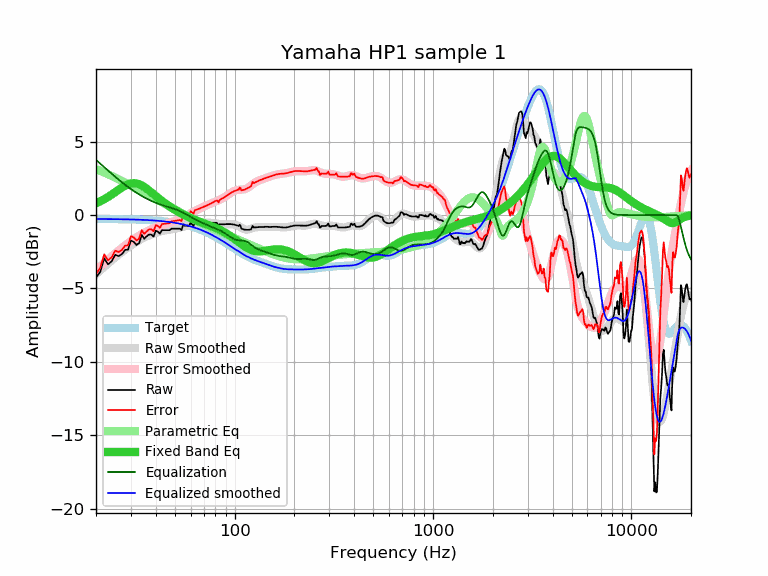 Yamaha HP1 sample 1
Amplitude (dBr)
5
0
−5
−10
−15
−20
Target
Raw Smoothed
Error Smoothed
Raw
Error
Parametric Eq
Fixed Band Eq
Equalization
Equalized smoothed
100
1000
10000
Frequency (Hz)